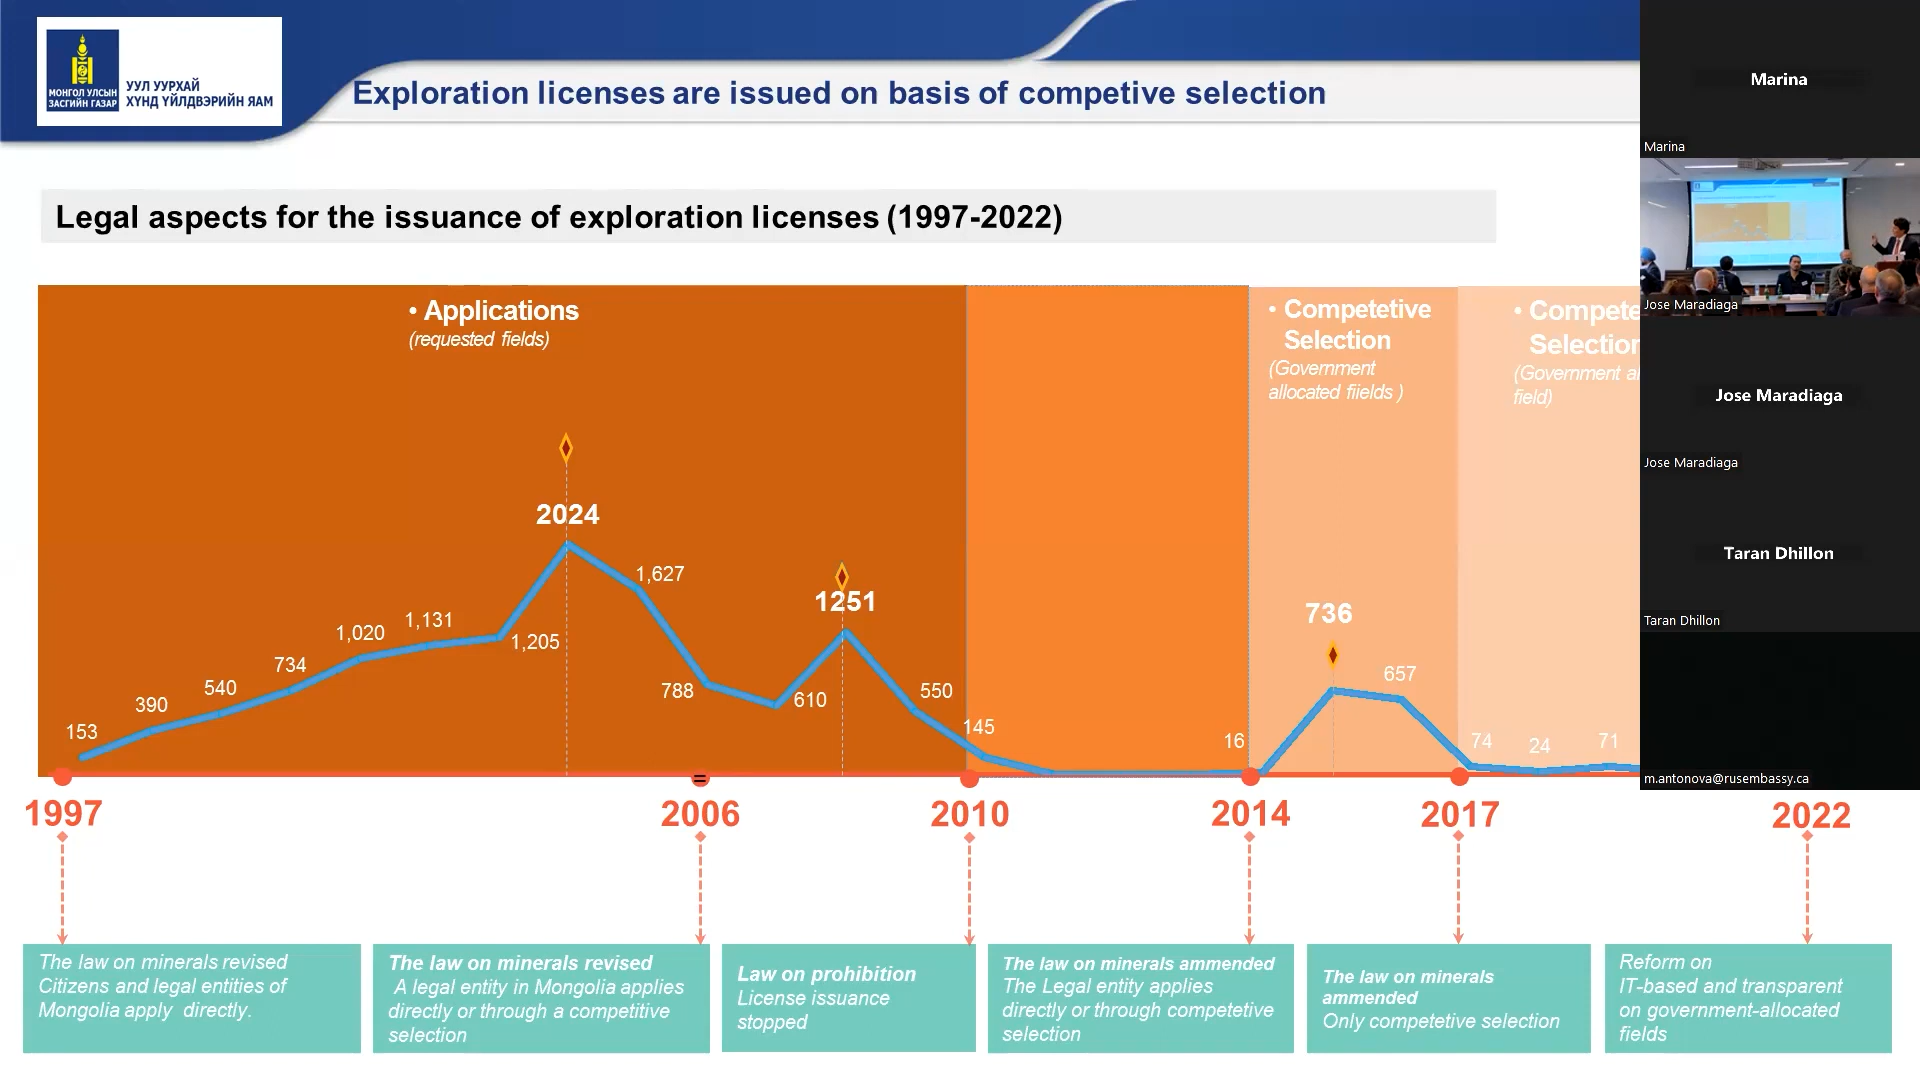 МОНГОЛ УЛСЫН
ЗАСГИЙН ГАЗАР
УУЛ УУРХАЙ
ХҮНД ҮЙЛДВЭРИЙН ЯАМ
Exploration licenses are issued on basis of competive selection
Legal aspects for the issuance of exploration licenses (1997-2022)
• Applications
(requested fields)
• Competetive
Selection
(Government
allocated fiields )
• Compete
Selection
(Government al
field)
2024
1,627
1251
736
1,205
1,131
1,020
734
540
390
153
788
610
550
145
16
657
74
24
71
1997
2006
2010
2014
2017
2022
The law on minerals revised
Citizens and legal entities of
Mongolia apply directly.
The law on minerals revised
A legal entity in Mongolia applies
directly or through a competitive
selection
Law on prohibition
License issuance
stopped
The law on minerals ammended
The Legal entity applies
directly or through competetive
selection
The law on minerals
ammended
Only competetive selection
Reform on
IT-based and transparent
on government-allocated
fields
Marina
Marina
Jose Maradiaga
Jose Maradiaga
Jose Maradiaga
Taran Dhillon
Taran Dhillon
m.antonova@rusembassy.ca